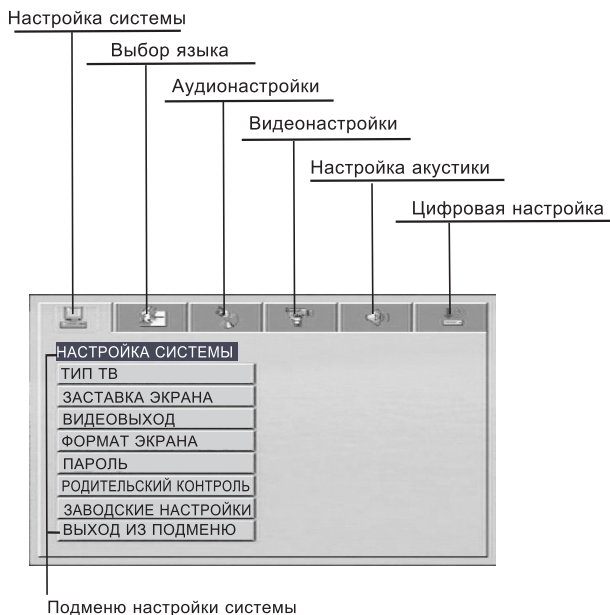 Настройка системы
Выбор языка
Аудионастройки
Видеонастройки
Настройка акустики
Цифровая настройка
НАСТРОЙКА СИСТЕМЫ
ТИП ТВ
ЗАСТАВКА ЭКРАНА
ВИДЕОВЫХОД
ФОРМАТ ЭКРАНА
ПАРОЛЬ
РОДИТЕЛЬСКИЙ КОНТРОЛЬ
ЗАВОДСКИЕ НАСТРОЙКИ
ВЫХОД ИЗ ПОДМЕНЮ
Подменю настройки системы